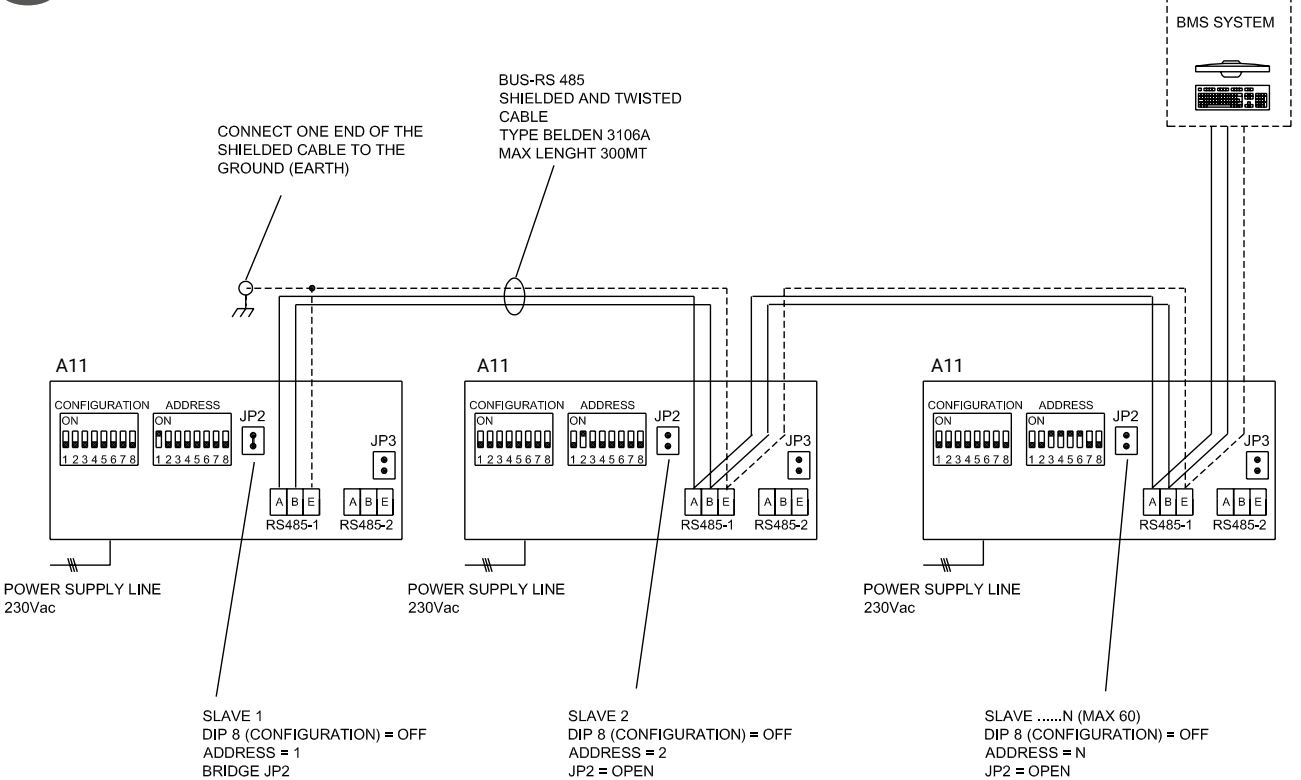 BMS SYSTEM
BUS-RS 485
SHIELDED AND TWISTED
CABLE
TYPE BELDEN 3106A
MAX LENGHT 300MT
CONNECT ONE END OF THE
SHIELDED CABLE TO THE
GROUND (EARTH)
A11
CONFIGURATION ADDRESS
ON ON
JP2
1 2 3 4 5 6 7 8 1 2 3 4 5 6 7 8
JP3
A B E A B E
RS485-1 RS485-2
POWER SUPPLY LINE
230Vac
A11
CONFIGURATION ADDRESS
ON ON
JP2
1 2 3 4 5 6 7 8 1 2 3 4 5 6 7 8
JP3
A B E A B E
RS485-1 RS485-2
POWER SUPPLY LINE
230Vac
A11
CONFIGURATION ADDRESS
ON ON
JP2
1 2 3 4 5 6 7 8 1 2 3 4 5 6 7 8
JP3
A B E A B E
RS485-1 RS485-2
POWER SUPPLY LINE
230Vac
SLAVE 1
DIP 8 (CONFIGURATION) = OFF
ADDRESS = 1
BRIDGE JP2
SLAVE 2
DIP 8 (CONFIGURATION) = OFF
ADDRESS = 2
JP2 = OPEN
SLAVE ......N (MAX 60)
DIP 8 (CONFIGURATION) = OFF
ADDRESS = N
JP2 = OPEN